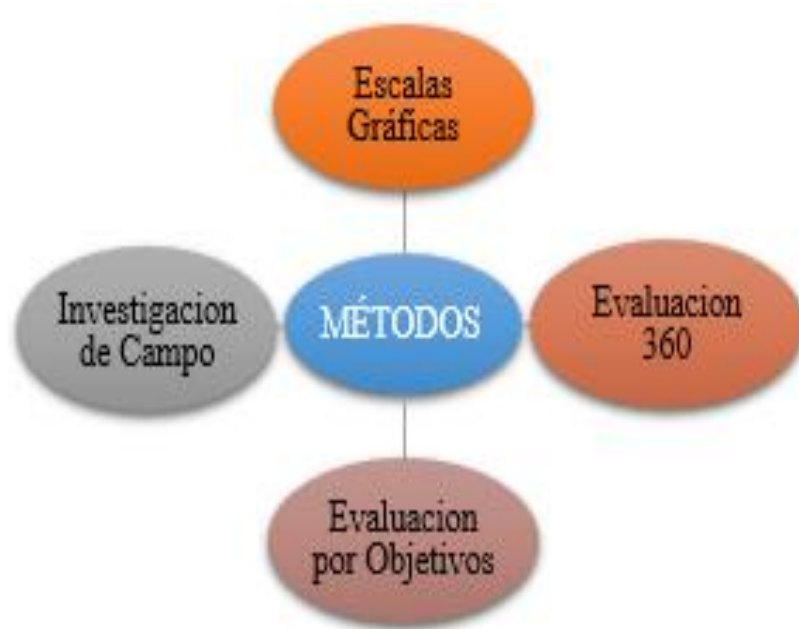 Escalas
Gráficas
Investigacion
de Campo
MÉTODOS
Evaluacion
360
Evaluacion
por Objetivos